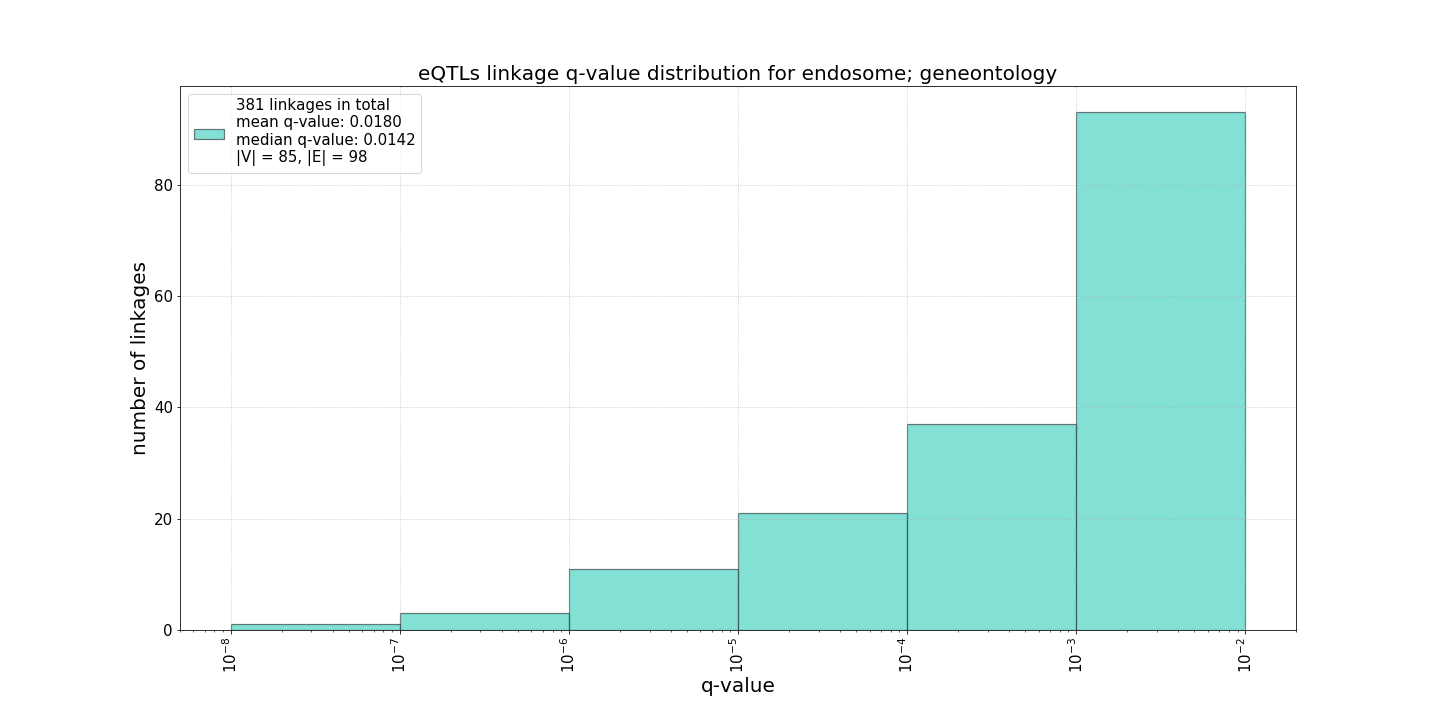 eQTLs linkage q-value distribution for endosome; geneontology
381 linkages in total
mean q-value: 0.0180
median q-value: 0.0142
|V| = 85, |E| = 98
number of linkages
80
60
40
20
0
10⁻⁸ 10⁻⁷ 10⁻⁶ 10⁻⁵ 10⁻⁴ 10⁻³ 10⁻²
q-value